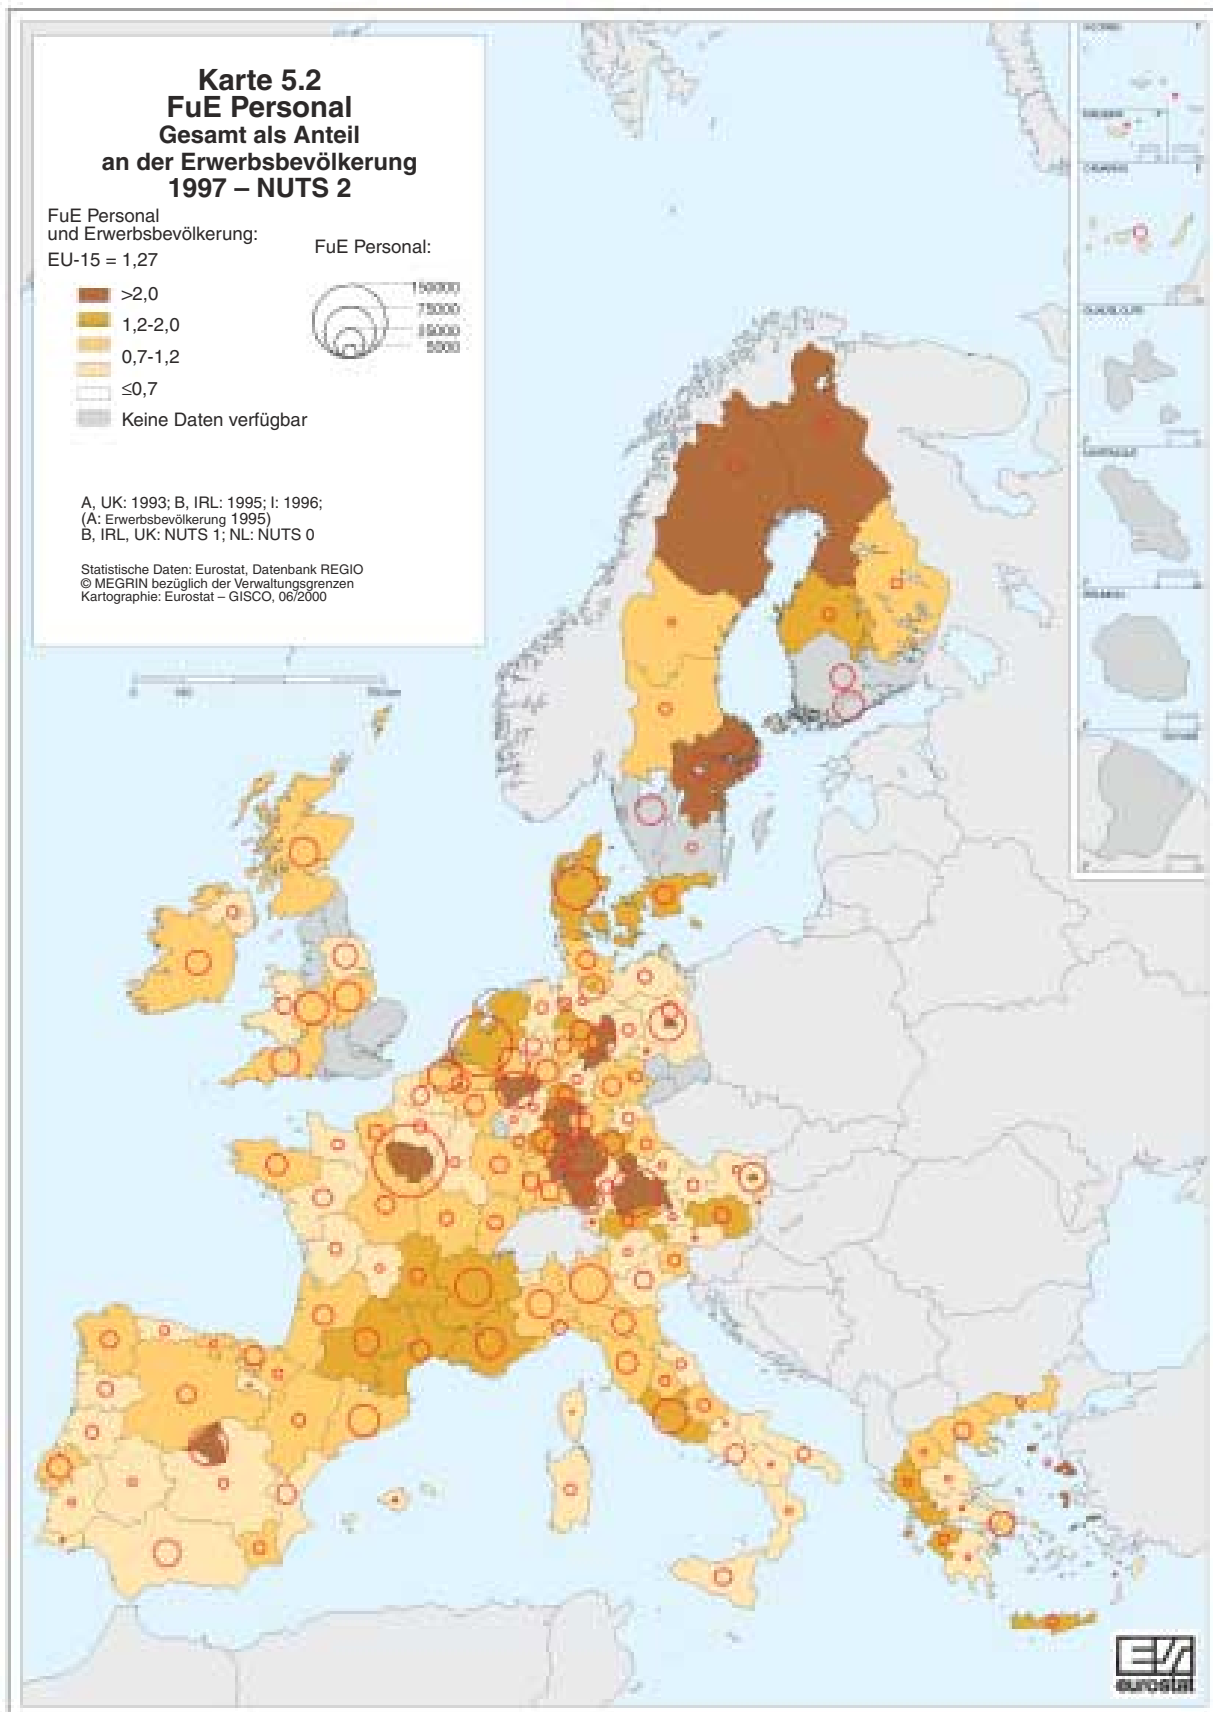 Karte 5.2
FuE Personal
Gesamt als Anteil
an der Erwerbsbevölkerung
1997 – NUTS 2
FuE Personal
und Erwerbsbevölkerung:
EU-15 = 1,27
>2,0
1,2-2,0
0,7-1,2
≤0,7
Keine Daten verfügbar
FuE Personal:
150000
75000
25000
5000
A, UK: 1993; B, IRL: 1995; I: 1996;
(A: Erwerbsbevölkerung 1995)
B, IRL, UK: NUTS 1; NL: NUTS 0
Statistische Daten: Eurostat, Datenbank REGIO
© MEGRIN bezüglich der Verwaltungsgrenzen
Kartographie: Eurostat – GISCO, 06/2000
eurostat